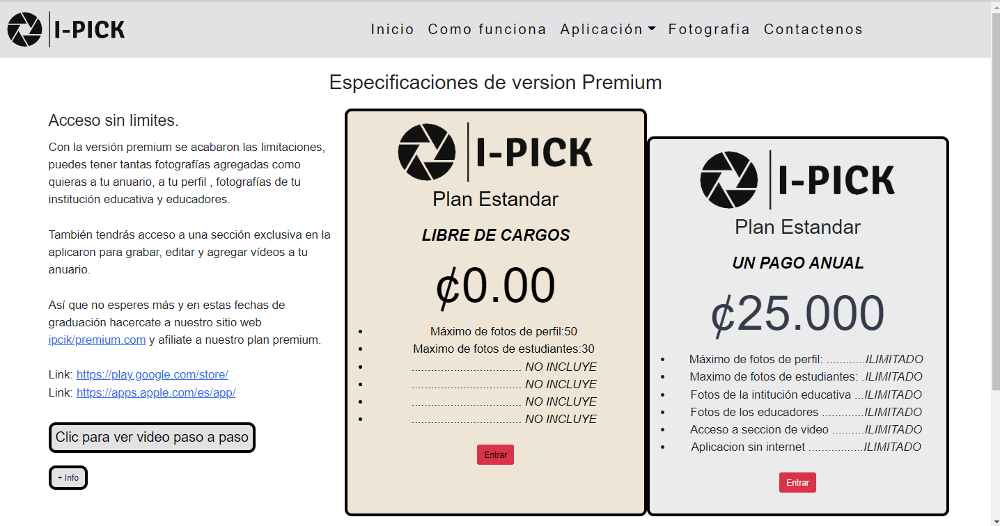 I-PICK
Inicio Como funciona Aplicación Fotografia Contactenos
Especificaciones de version Premium
Acceso sin limites.
Con la versión premium se acabaron las limitaciones,
puedes tener tantas fotografías agregadas como
quieras a tu anuario, a tu perfil , fotografías de tu
institución educativa y educadores.
También tendrás acceso a una sección exclusiva en la
aplicaron para grabar, editar y agregar vídeos a tu
anuario.
Así que no esperes más y en estas fechas de
graduación hacercate a nuestro sitio web
ipcik/premium.com y afiliate a nuestro plan premium.
Link: https://play.google.com/store/
Link: https://apps.apple.com/es/app/
Clic para ver video paso a paso
+ Info
I-PICK
Plan Estandar
LIBRE DE CARGOS
₡0.00
Máximo de fotos de perfil:50
Maximo de fotos de estudiantes:30
................................. NO INCLUYE
................................. NO INCLUYE
................................. NO INCLUYE
................................. NO INCLUYE
Entrar
I-PICK
Plan Estandar
UN PAGO ANUAL
₡25.000
Máximo de fotos de perfil: ............ILIMITADO
Maximo de fotos de estudiantes: .ILIMITADO
Fotos de la intitución educativa ...ILIMITADO
Fotos de los educadores .............ILIMITADO
Acceso a seccion de video ..........ILIMITADO
Aplicacion sin internet .................ILIMITADO
Entrar